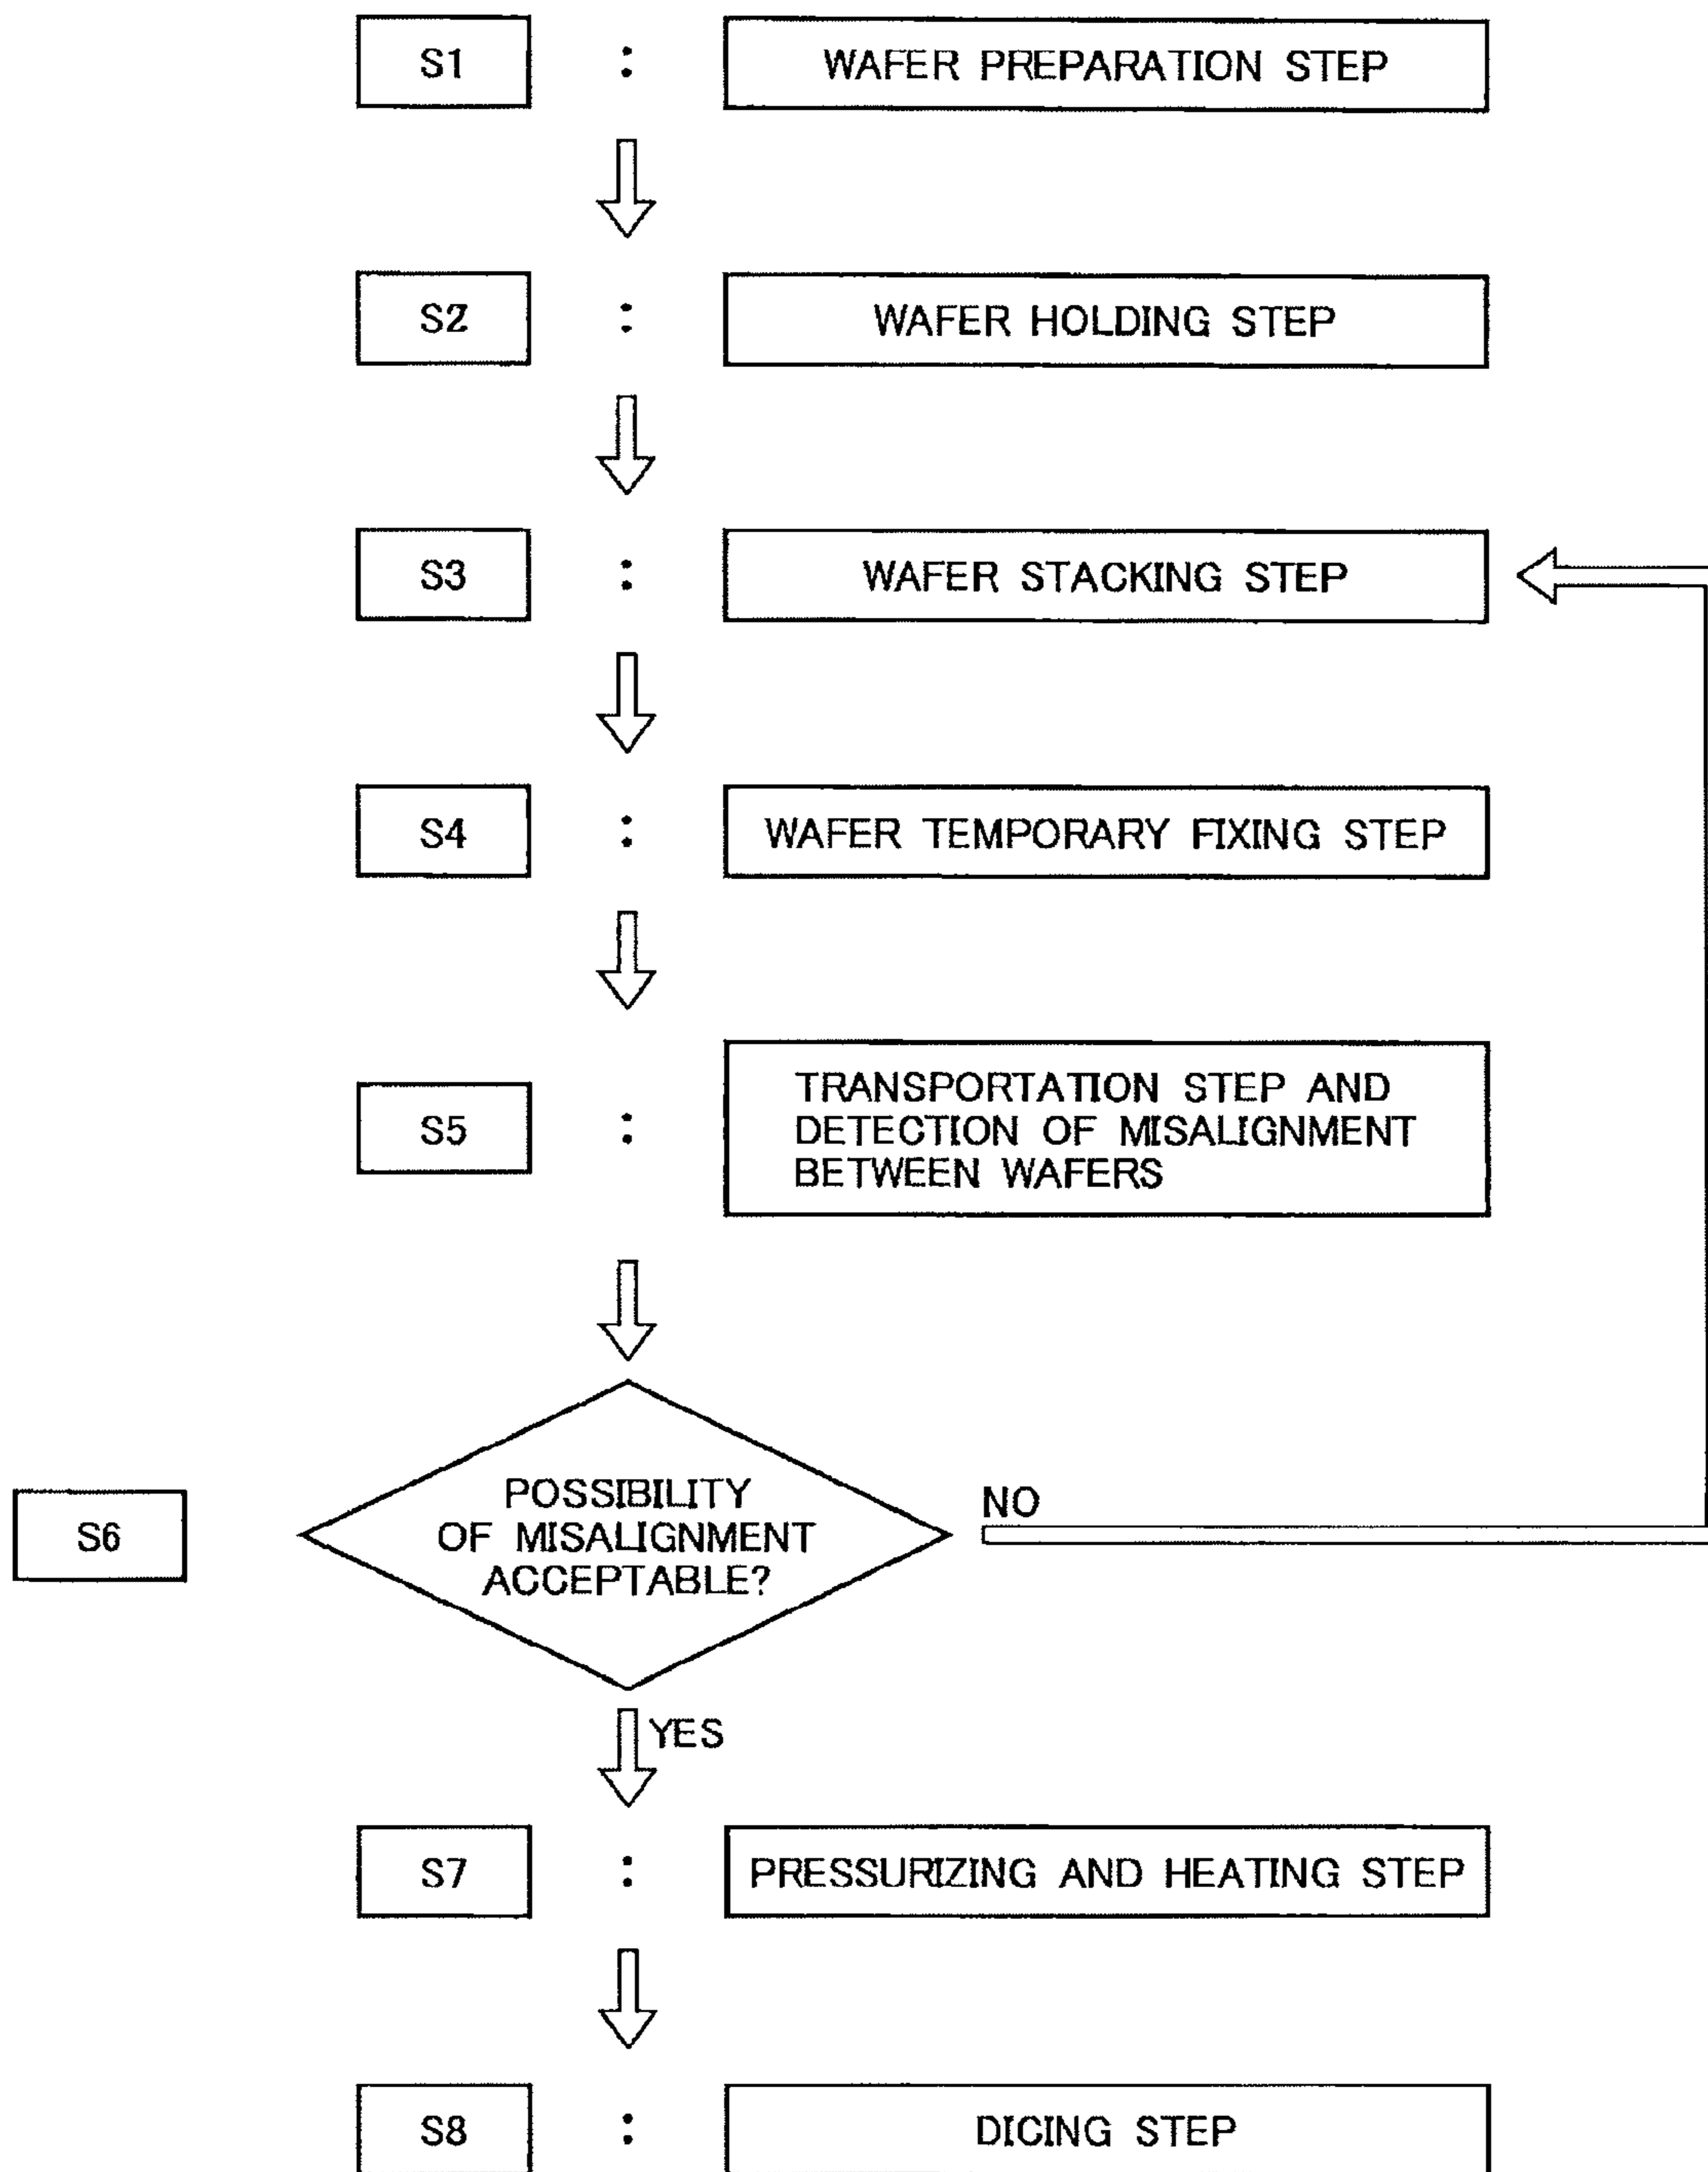 S1 : WAFER PREPARATION STEP
S2 : WAFER HOLDING STEP
S3 : WAFER STACKING STEP
S4 : WAFER TEMPORARY FIXING STEP
S5 : TRANSPORTATION STEP AND
DETECTION OF MISALIGNMENT
BETWEEN WAFERS
S6
POSSIBILITY
OF MISALIGNMENT
ACCEPTABLE?
NO
YES
S7 : PRESSURIZING AND HEATING STEP
S8 : DICING STEP